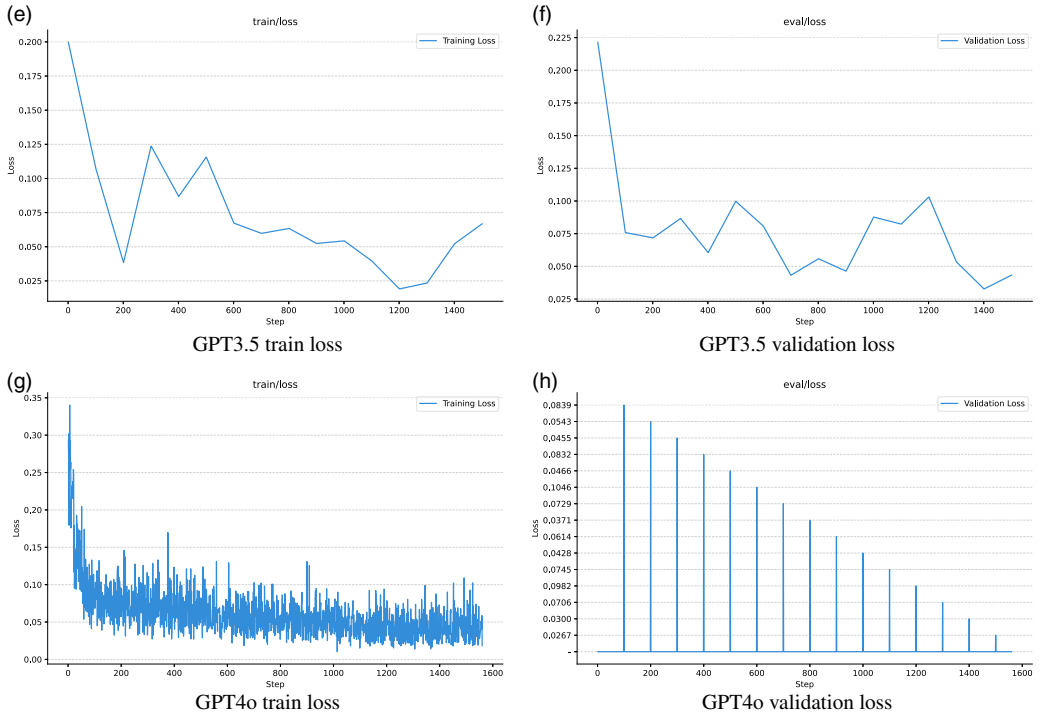 (e)
train/loss
0.200
0.175
0.150
0.125
0.100
0.075
0.050
0.025
Loss
Training Loss
0 200 400 600 800 1000 1200 1400
Step
GPT3.5 train loss
(f)
eval/loss
0.225
0.200
0.175
0.150
0.125
0.100
0.075
0.050
0.025
Loss
Validation Loss
0 200 400 600 800 1000 1200 1400
Step
GPT3.5 validation loss
(g)
train/loss
0.35
0.30
0.25
0.20
0.15
0.10
0.05
0.00
Loss
Training Loss
0 200 400 600 800 1000 1200 1400 1600
Step
GPT4o train loss
(h)
eval/loss
0.0839
0.0543
0.0455
0.0832
0.0466
0.1046
0.0729
0.0371
0.0614
0.0428
0.0745
0.0982
0.0706
0.0300
0.0267
-
Loss
Validation Loss
0 200 400 600 800 1000 1200 1400 1600
Step
GPT4o validation loss